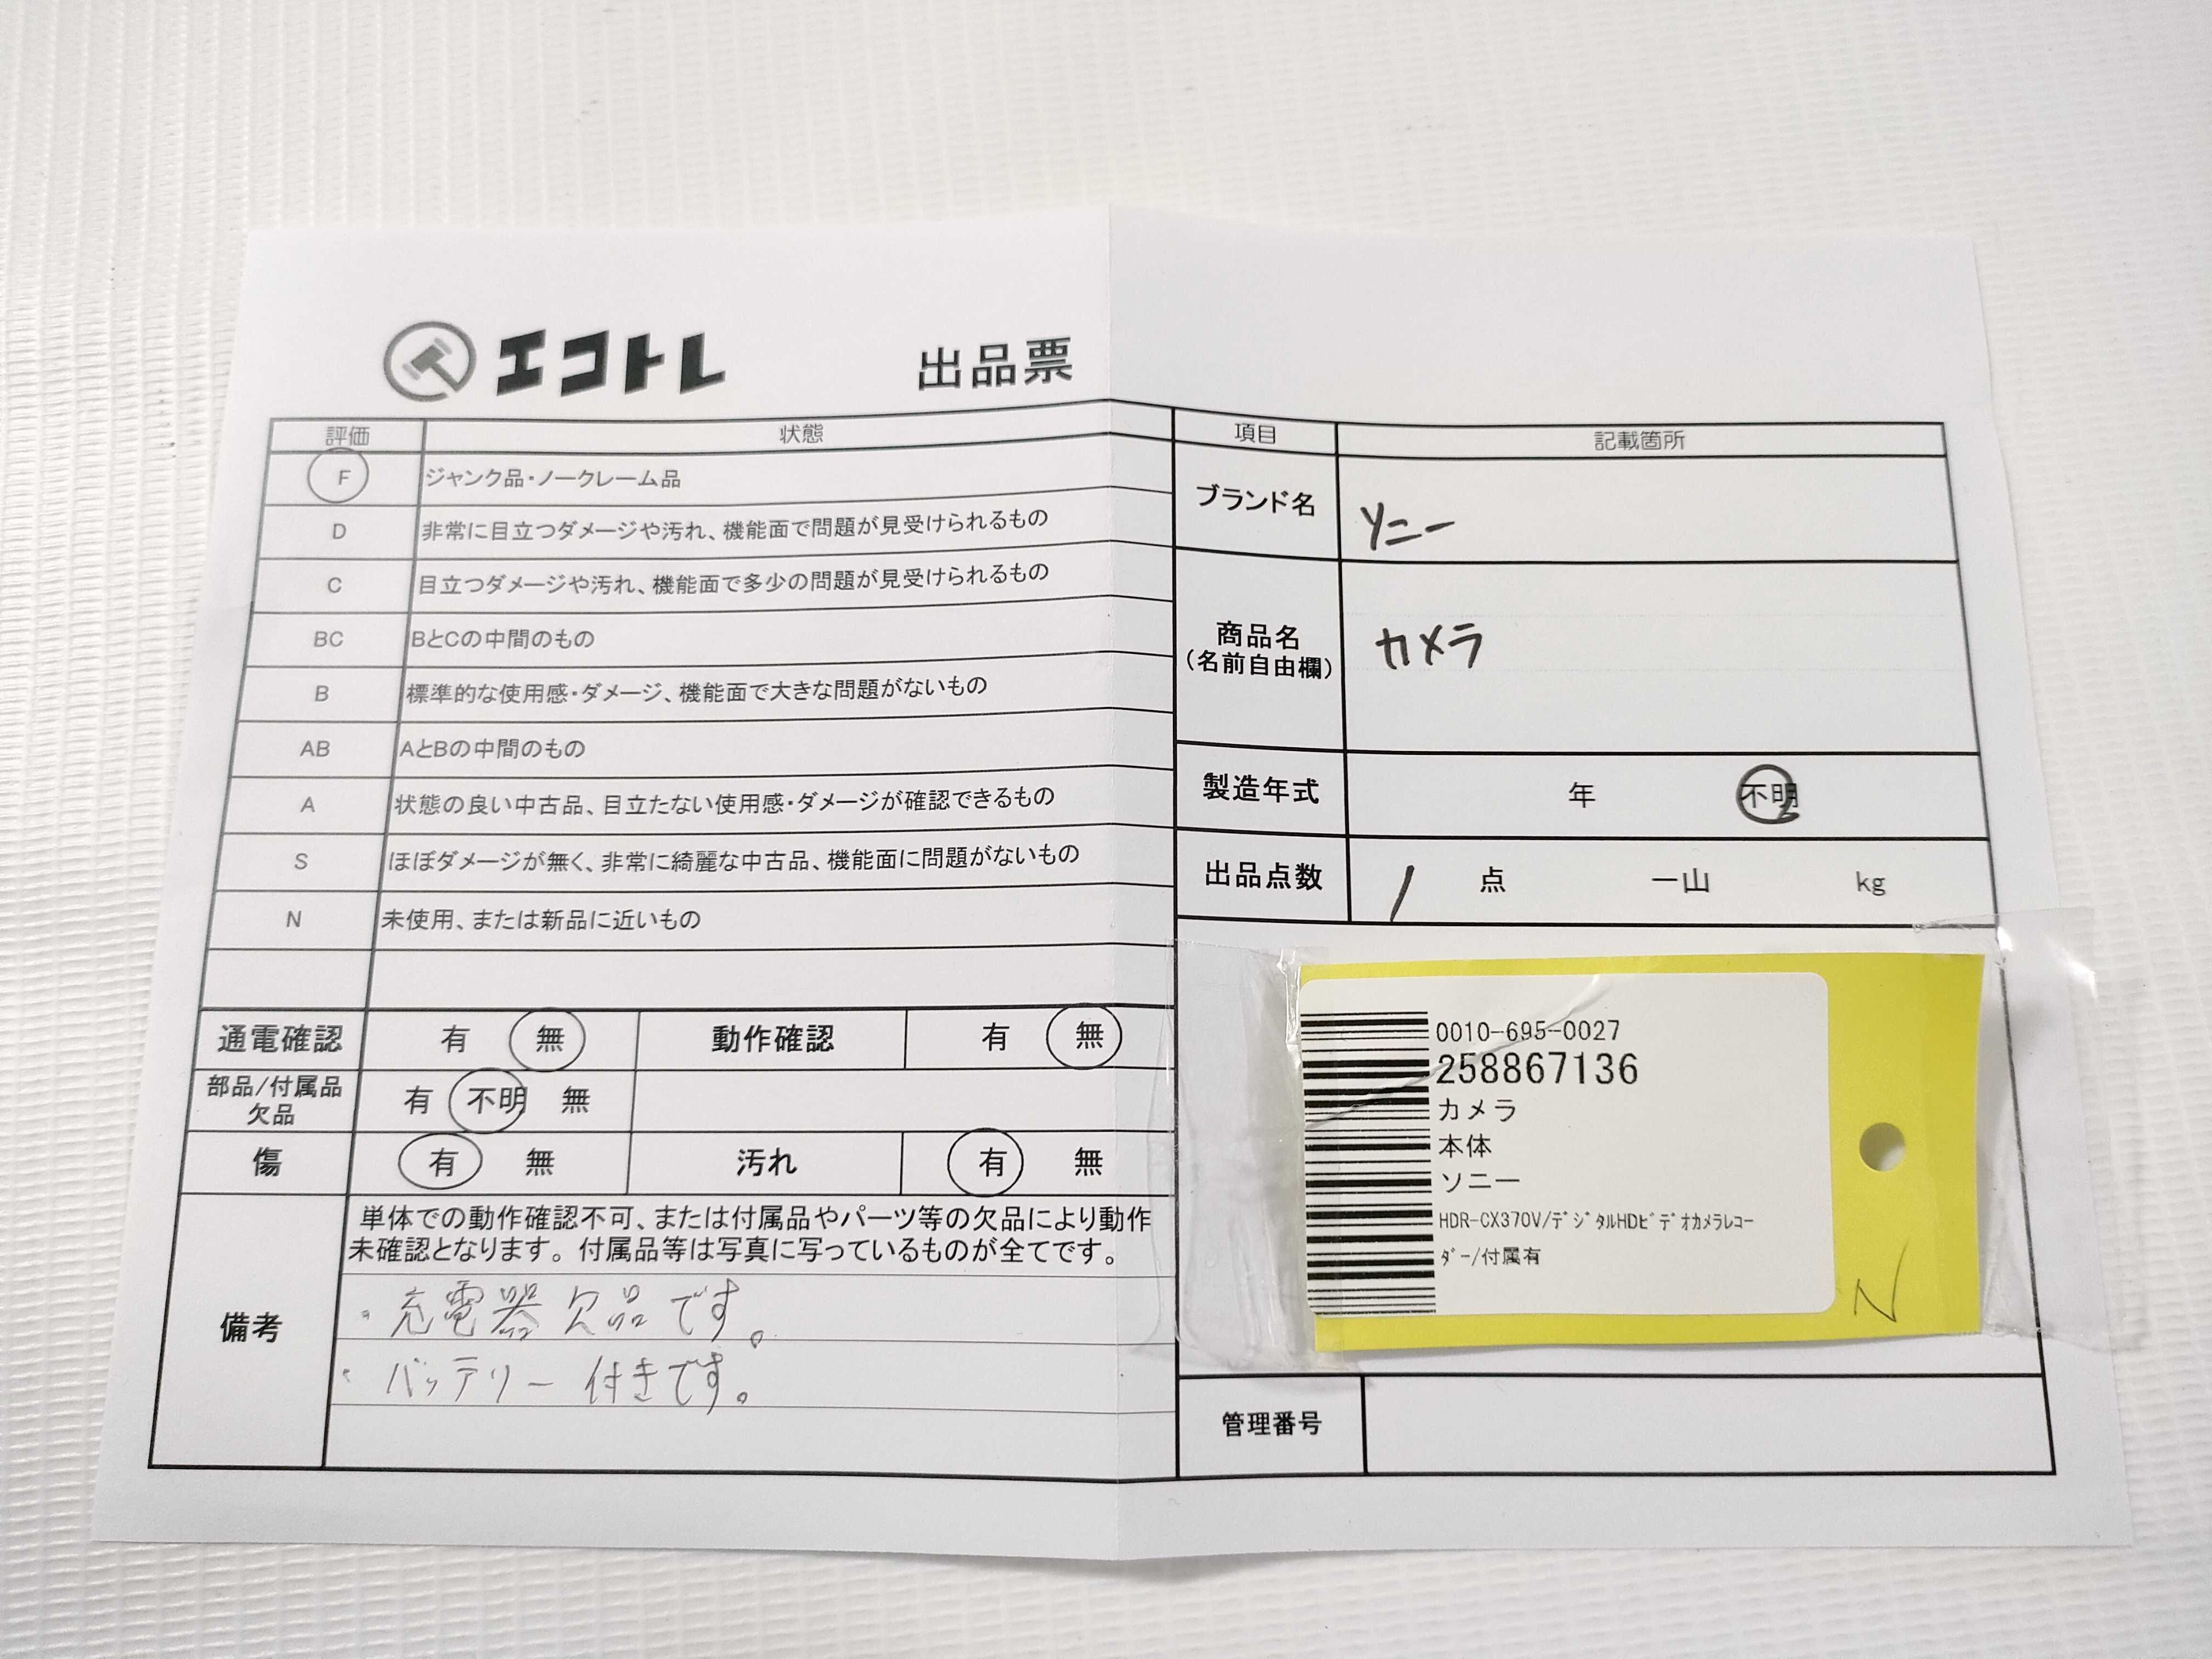 エコトレ 出品票
評価 状態
F ジャンク品・ノークレーム品
D 非常に目立つダメージや汚れ、機能面で問題が見受けられるもの
C 目立つダメージや汚れ、機能面で多少の問題が見受けられるもの
BC BとCの中間のもの
B 標準的な使用感・ダメージ、機能面で大きな問題がないもの
AB AとBの中間のもの
A 状態の良い中古品、目立たない使用感・ダメージが確認できるもの
S ほぼダメージが無く、非常に綺麗な中古品、機能面に問題がないもの
N 未使用、または新品に近いもの
通電確認 有 無 動作確認 有 無
部品/付属品
欠品 有 不明 無
傷 有 無 汚れ 有 無
備考
単体での動作確認不可、または付属品やパーツ等の欠品により動作
未確認となります。付属品等は写真に写っているものが全てです。
・充電器欠品です。
・バッテリー付きです。
項目 記載箇所
ブランド名 ソニー
商品名
(名前自由欄) カメラ
製造年式 年 不明
出品点数 1 点 一山 kg
0010-695-0027
258867136
カメラ
本体
ソニー
HDR-CX370V/ﾃﾞｼﾞﾀﾙHDﾋﾞﾃﾞｵｶﾒﾗﾚｺｰ
ﾀﾞｰ/付属有
N
管理番号